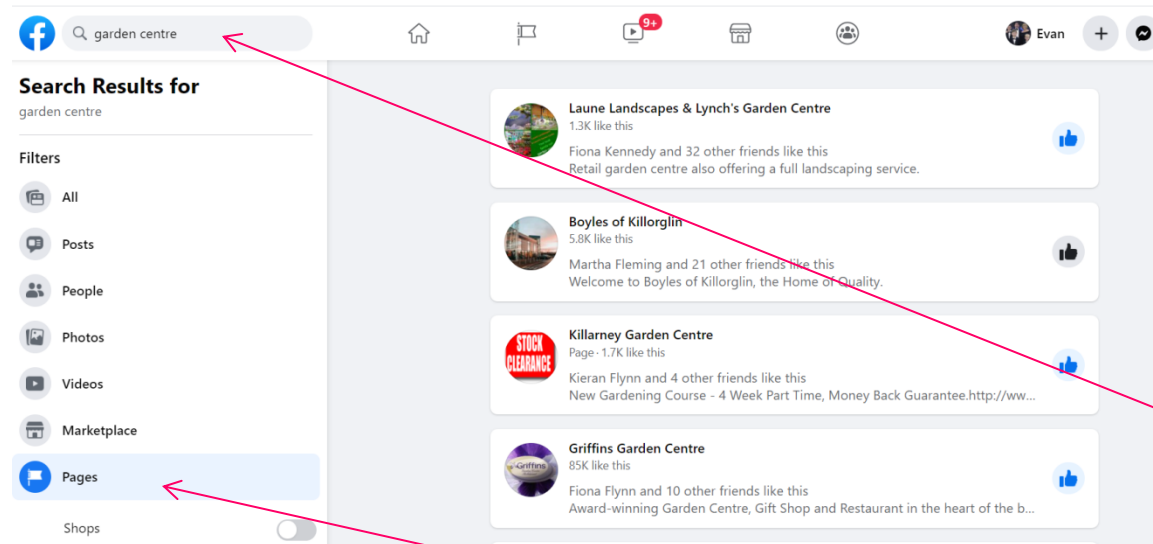 garden centre
9+
Evan
Search Results for
garden centre
Filters
All
Posts
People
Photos
Videos
Marketplace
Pages
Shops
Laune Landscapes & Lynch's Garden Centre
1.3K like this
Fiona Kennedy and 32 other friends like this
Retail garden centre also offering a full landscaping service.
Boyles of Killorglin
5.8K like this
Martha Fleming and 21 other friends like this
Welcome to Boyles of Killorglin, the Home of Quality.
STOCK
CLEARANCE
Killarney Garden Centre
Page · 1.7K like this
Kieran Flynn and 4 other friends like this
New Gardening Course - 4 Week Part Time, Money Back Guarantee.http://ww...
Griffins
Griffins Garden Centre
85K like this
Fiona Flynn and 10 other friends like this
Award-winning Garden Centre, Gift Shop and Restaurant in the heart of the b...